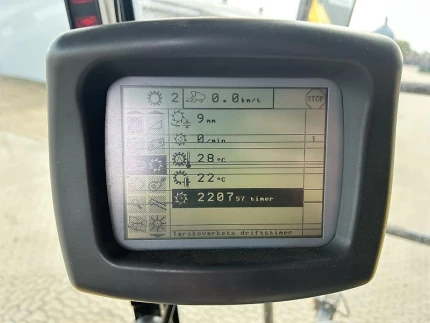 2 0.0 km/t STOP
9 mm
0 /min 1
28 °C
22 °C
2207 57 timer
Tærskeværkets driftstimer